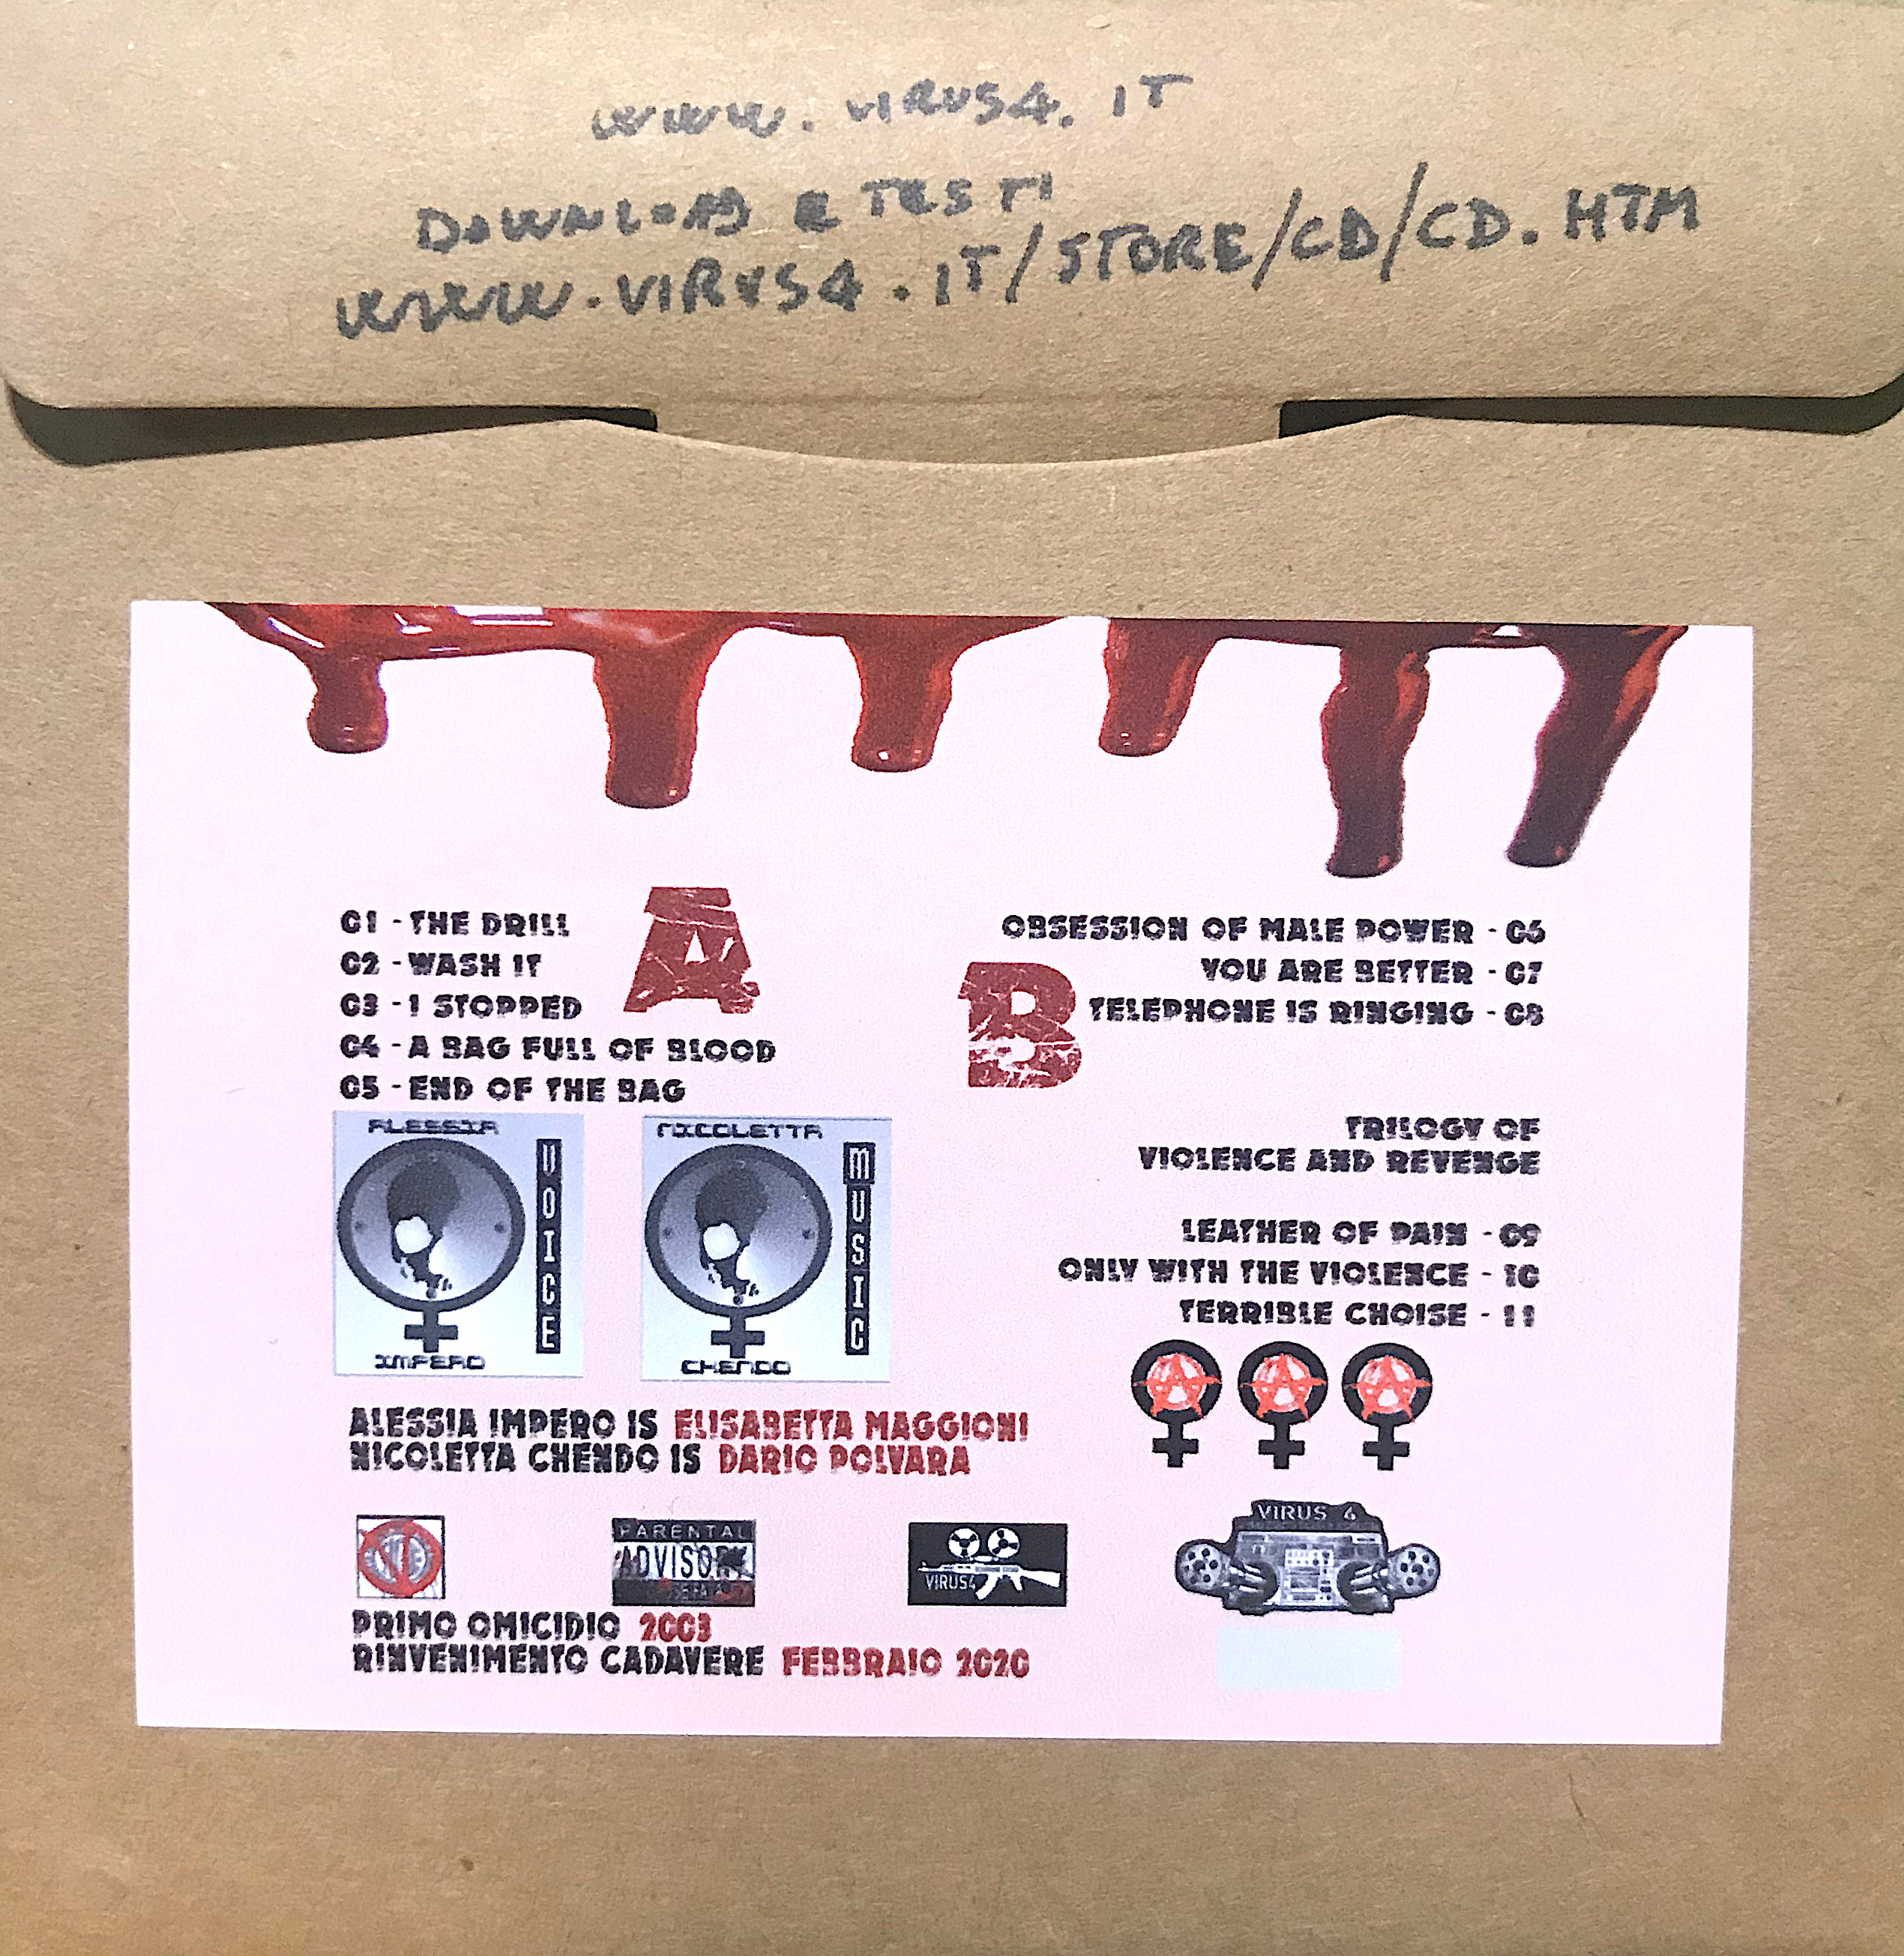 www.VIRUS4.IT
DOWNLOAD E TESTI
WWW.VIRUS4.IT/STORE/CD/CD.HTM
01 - THE DRILL
02 - WASH IT
03 - I STOPPED
04 - A BAG FULL OF BLOOD
05 - END OF THE BAG
A
B
OBSESSION OF MALE POWER - 06
YOU ARE BETTER - 07
TELEPHONE IS RINGING - 08
TRILOGY OF
VIOLENCE AND REVENGE
LEATHER OF PAIN - 09
ONLY WITH THE VIOLENCE - 10
TERRIBLE CHOISE - 11
ALESSIA
VOICE
IMPERO
NICOLETTA
MUSIC
CHENDO
ALESSIA IMPERO IS ELISABETTA MAGGIONI
NICOLETTA CHENDO IS DARIO POLVARA
PARENTAL
ADVISORY
VIRUS4
VIRUS 4
PRIMO OMICIDIO 2003
RINVENIMENTO CADAVERE FEBBRAIO 2020